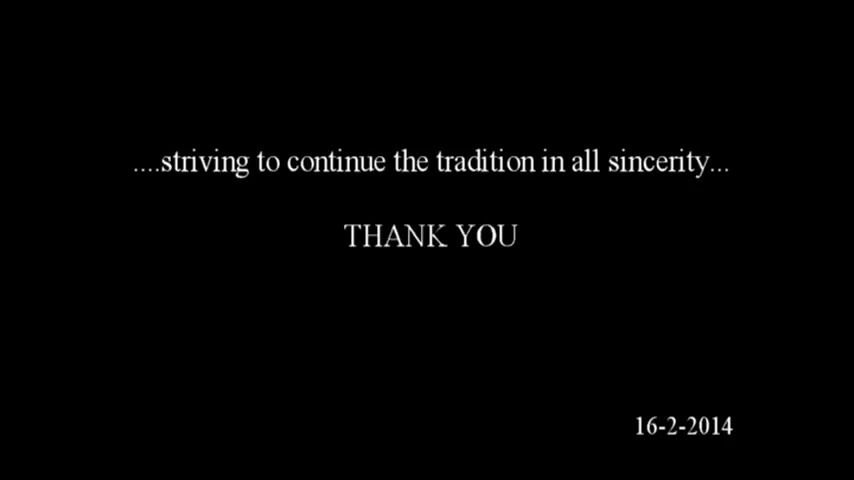 ....striving to continue the tradition in all sincerity...
THANK YOU
16-2-2014